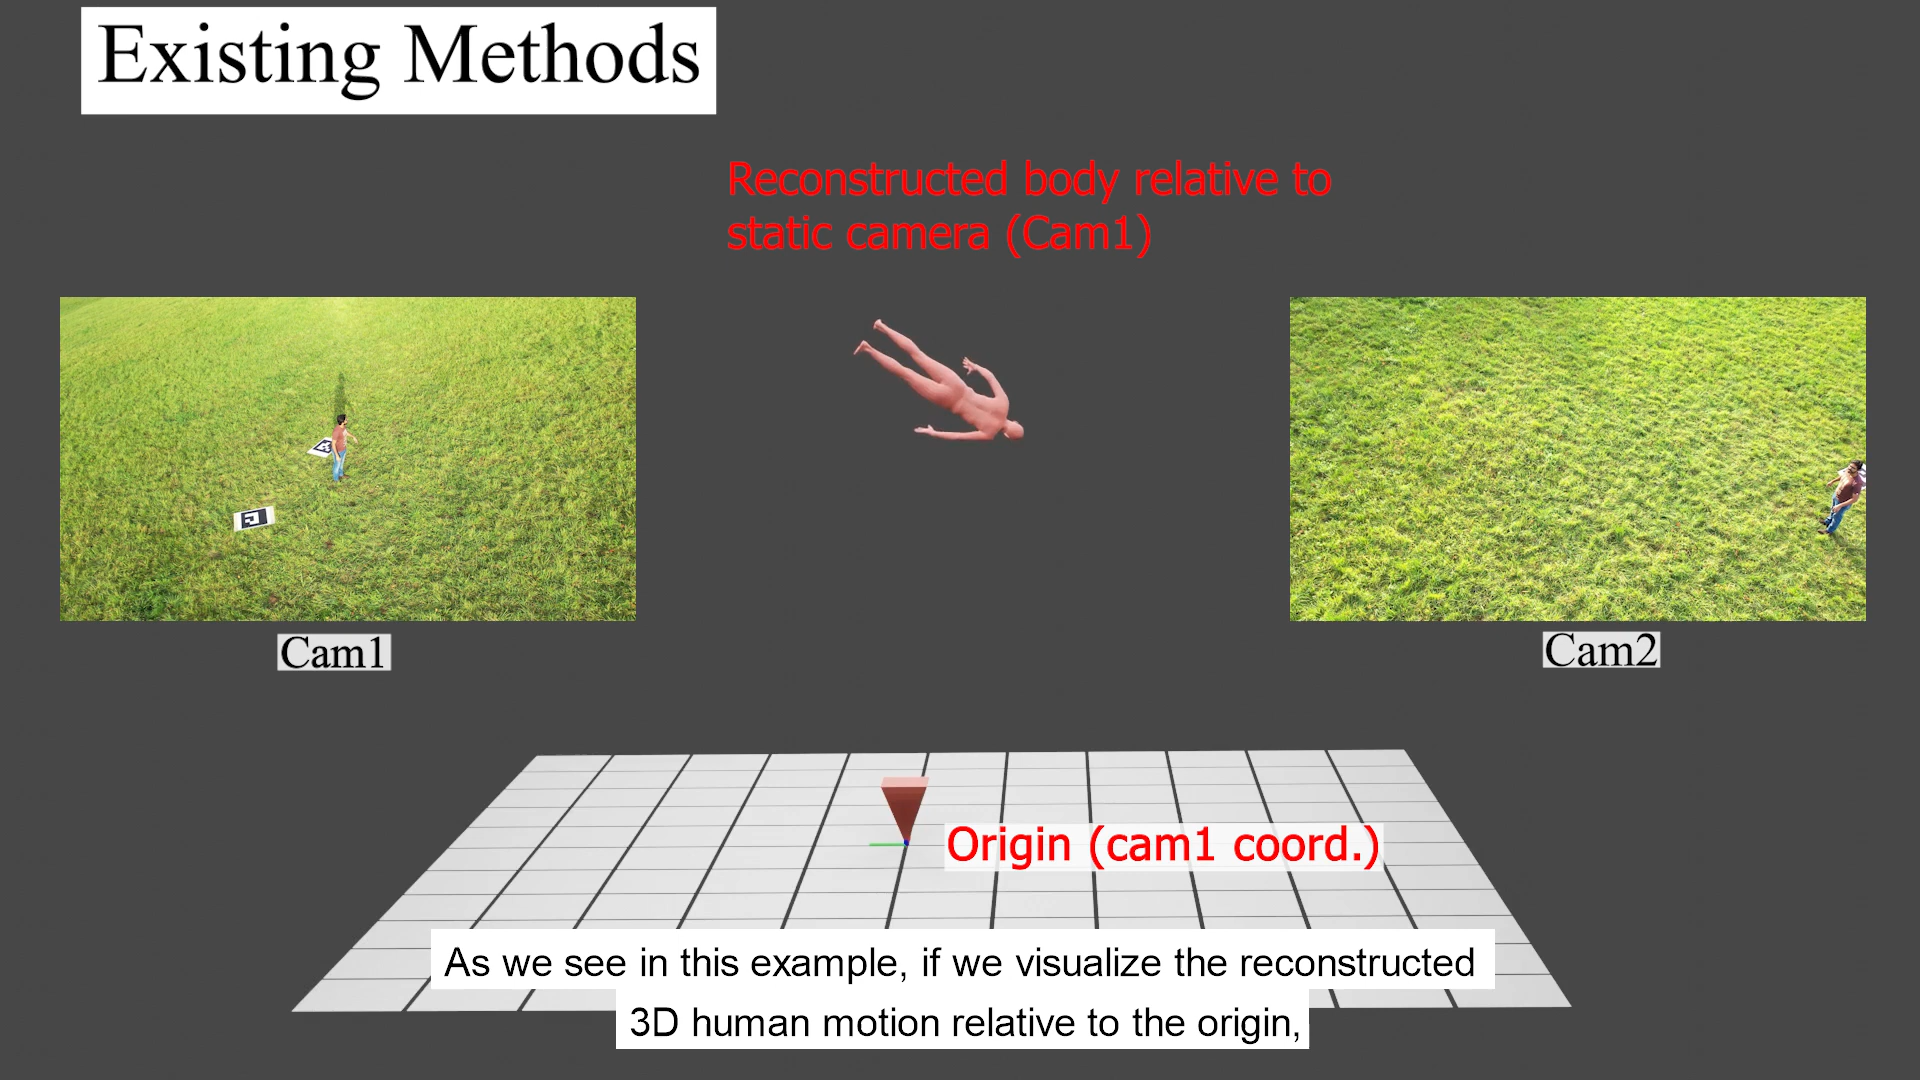 Existing Methods
Reconstructed body relative to
static camera (Cam1)
Cam1
Cam2
Origin (cam1 coord.)
As we see in this example, if we visualize the reconstructed
3D human motion relative to the origin,